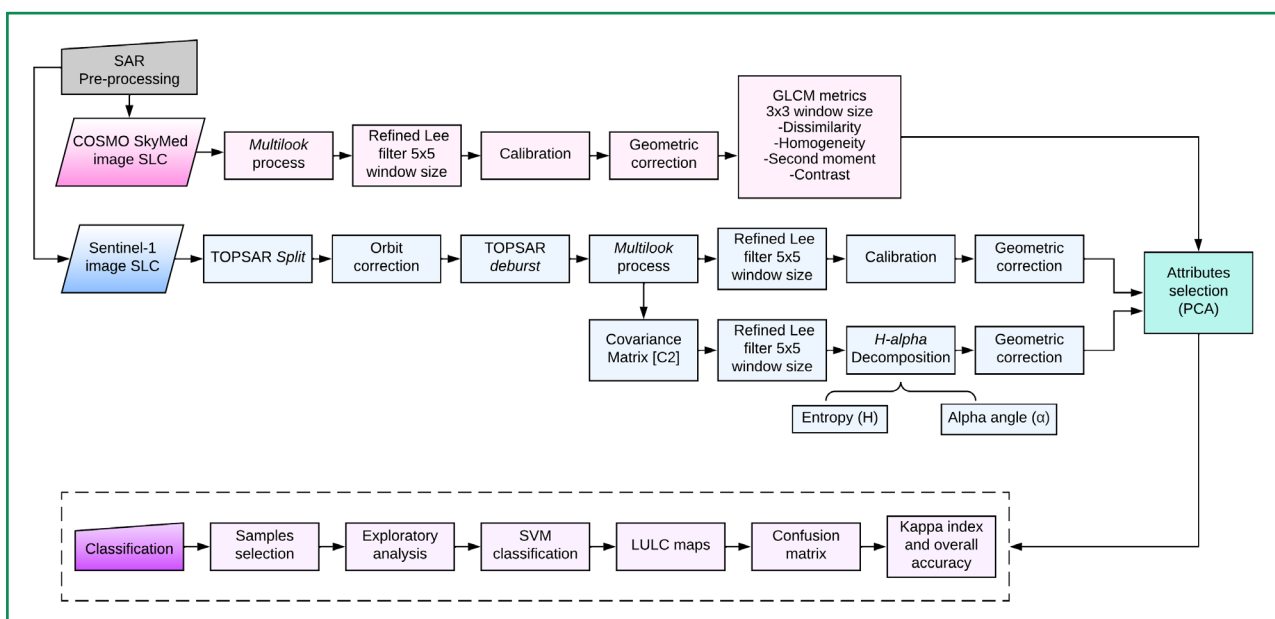 SAR
Pre-processing
COSMO SkyMed
image SLC
Multilook
process
Refined Lee
filter 5x5
window size
Calibration
Geometric
correction
GLCM metrics
3x3 window size
-Dissimilarity
-Homogeneity
-Second moment
-Contrast
Sentinel-1
image SLC
TOPSAR Split
Orbit
correction
TOPSAR
deburst
Multilook
process
Refined Lee
filter 5x5
window size
Calibration
Geometric
correction
Attributes
selection
(PCA)
Covariance
Matrix [C2]
Refined Lee
filter 5x5
window size
H-alpha
Decomposition
Geometric
correction
Entropy (H)
Alpha angle (α)
Classification
Samples
selection
Exploratory
analysis
SVM
classification
LULC maps
Confusion
matrix
Kappa index
and overall
accuracy